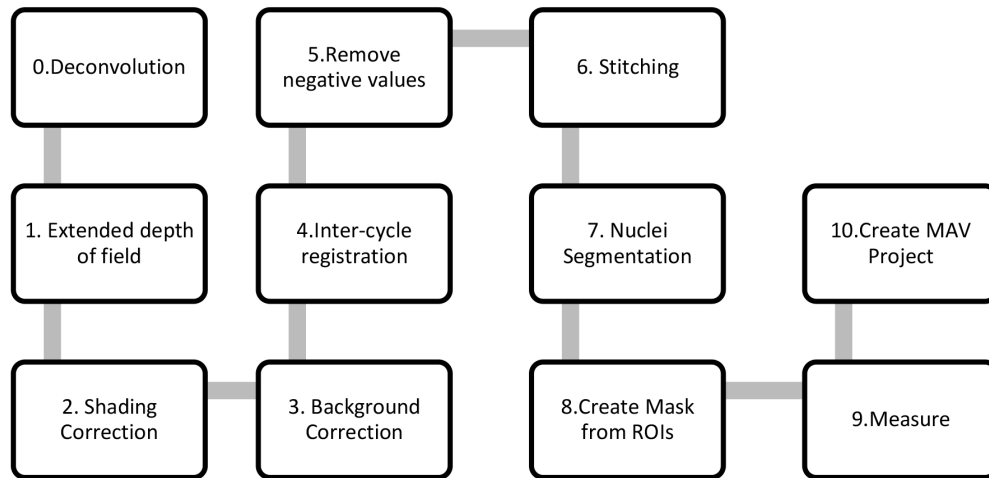 0.Deconvolution
1. Extended depth
of field
2. Shading
Correction
3. Background
Correction
4.Inter-cycle
registration
5.Remove
negative values
6. Stitching
7. Nuclei
Segmentation
8.Create Mask
from ROIs
9.Measure
10.Create MAV
Project